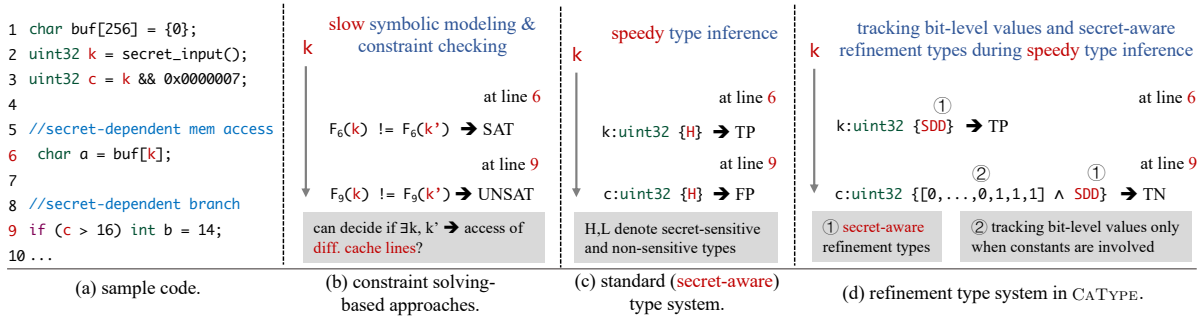 1 char buf[256] = {0};
2 uint32 k = secret_input();
3 uint32 c = k && 0x0000007;
4
5 //secret-dependent mem access
6 char a = buf[k];
7
8 //secret-dependent branch
9 if (c > 16) int b = 14;
10 ...
(a) sample code.
slow symbolic modeling &
constraint checking
k
at line 6
F₆(k) != F₆(k’) ➔ SAT
at line 9
F₉(k) != F₉(k’) ➔ UNSAT
can decide if ∃k, k’ ➔ access of
diff. cache lines?
(b) constraint solving-
based approaches.
speedy type inference
k
at line 6
k:uint32 {H} ➔ TP
at line 9
c:uint32 {H} ➔ FP
H,L denote secret-sensitive
and non-sensitive types
(c) standard (secret-aware)
type system.
tracking bit-level values and secret-aware
refinement types during speedy type inference
k
at line 6
①
k:uint32 {SDD} ➔ TP
at line 9
② ①
c:uint32 {[0,...,0,1,1,1] ∧ SDD} ➔ TN
① secret-aware
refinement types
② tracking bit-level values only
when constants are involved
(d) refinement type system in CATYPE.